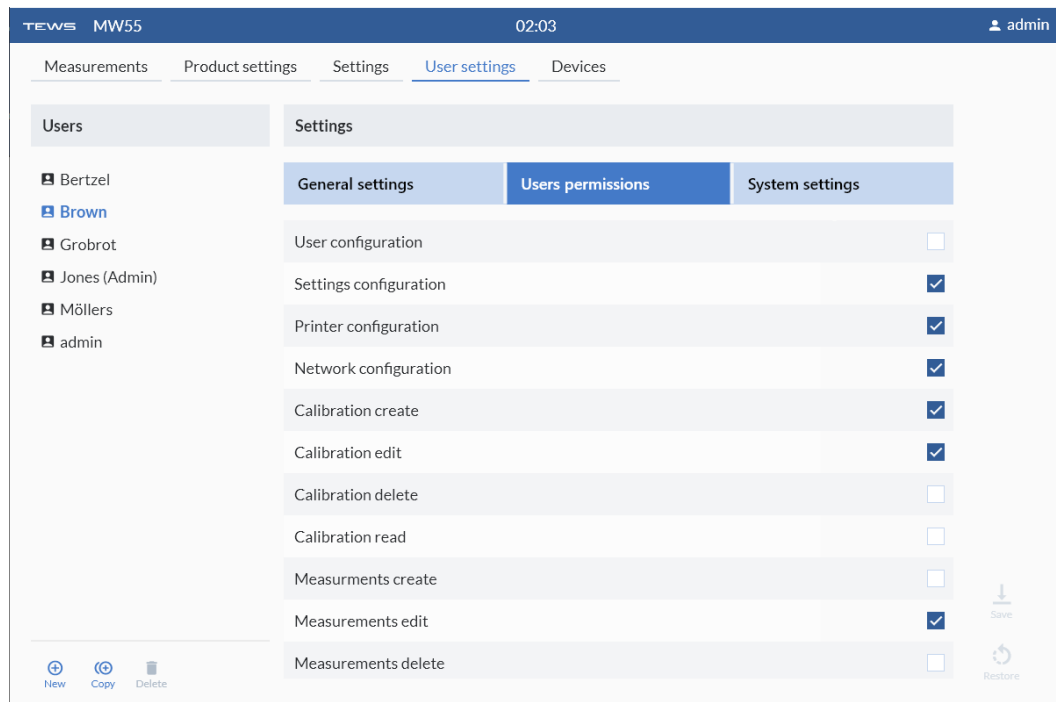 TEWS MW55 02:03 admin
Measurements Product settings Settings User settings Devices
Users
Bertzel
Brown
Grobrot
Jones (Admin)
Möllers
admin
New Copy Delete
Settings
General settings Users permissions System settings
User configuration
Settings configuration
Printer configuration
Network configuration
Calibration create
Calibration edit
Calibration delete
Calibration read
Measurments create
Measurements edit
Measurements delete
Save
Restore